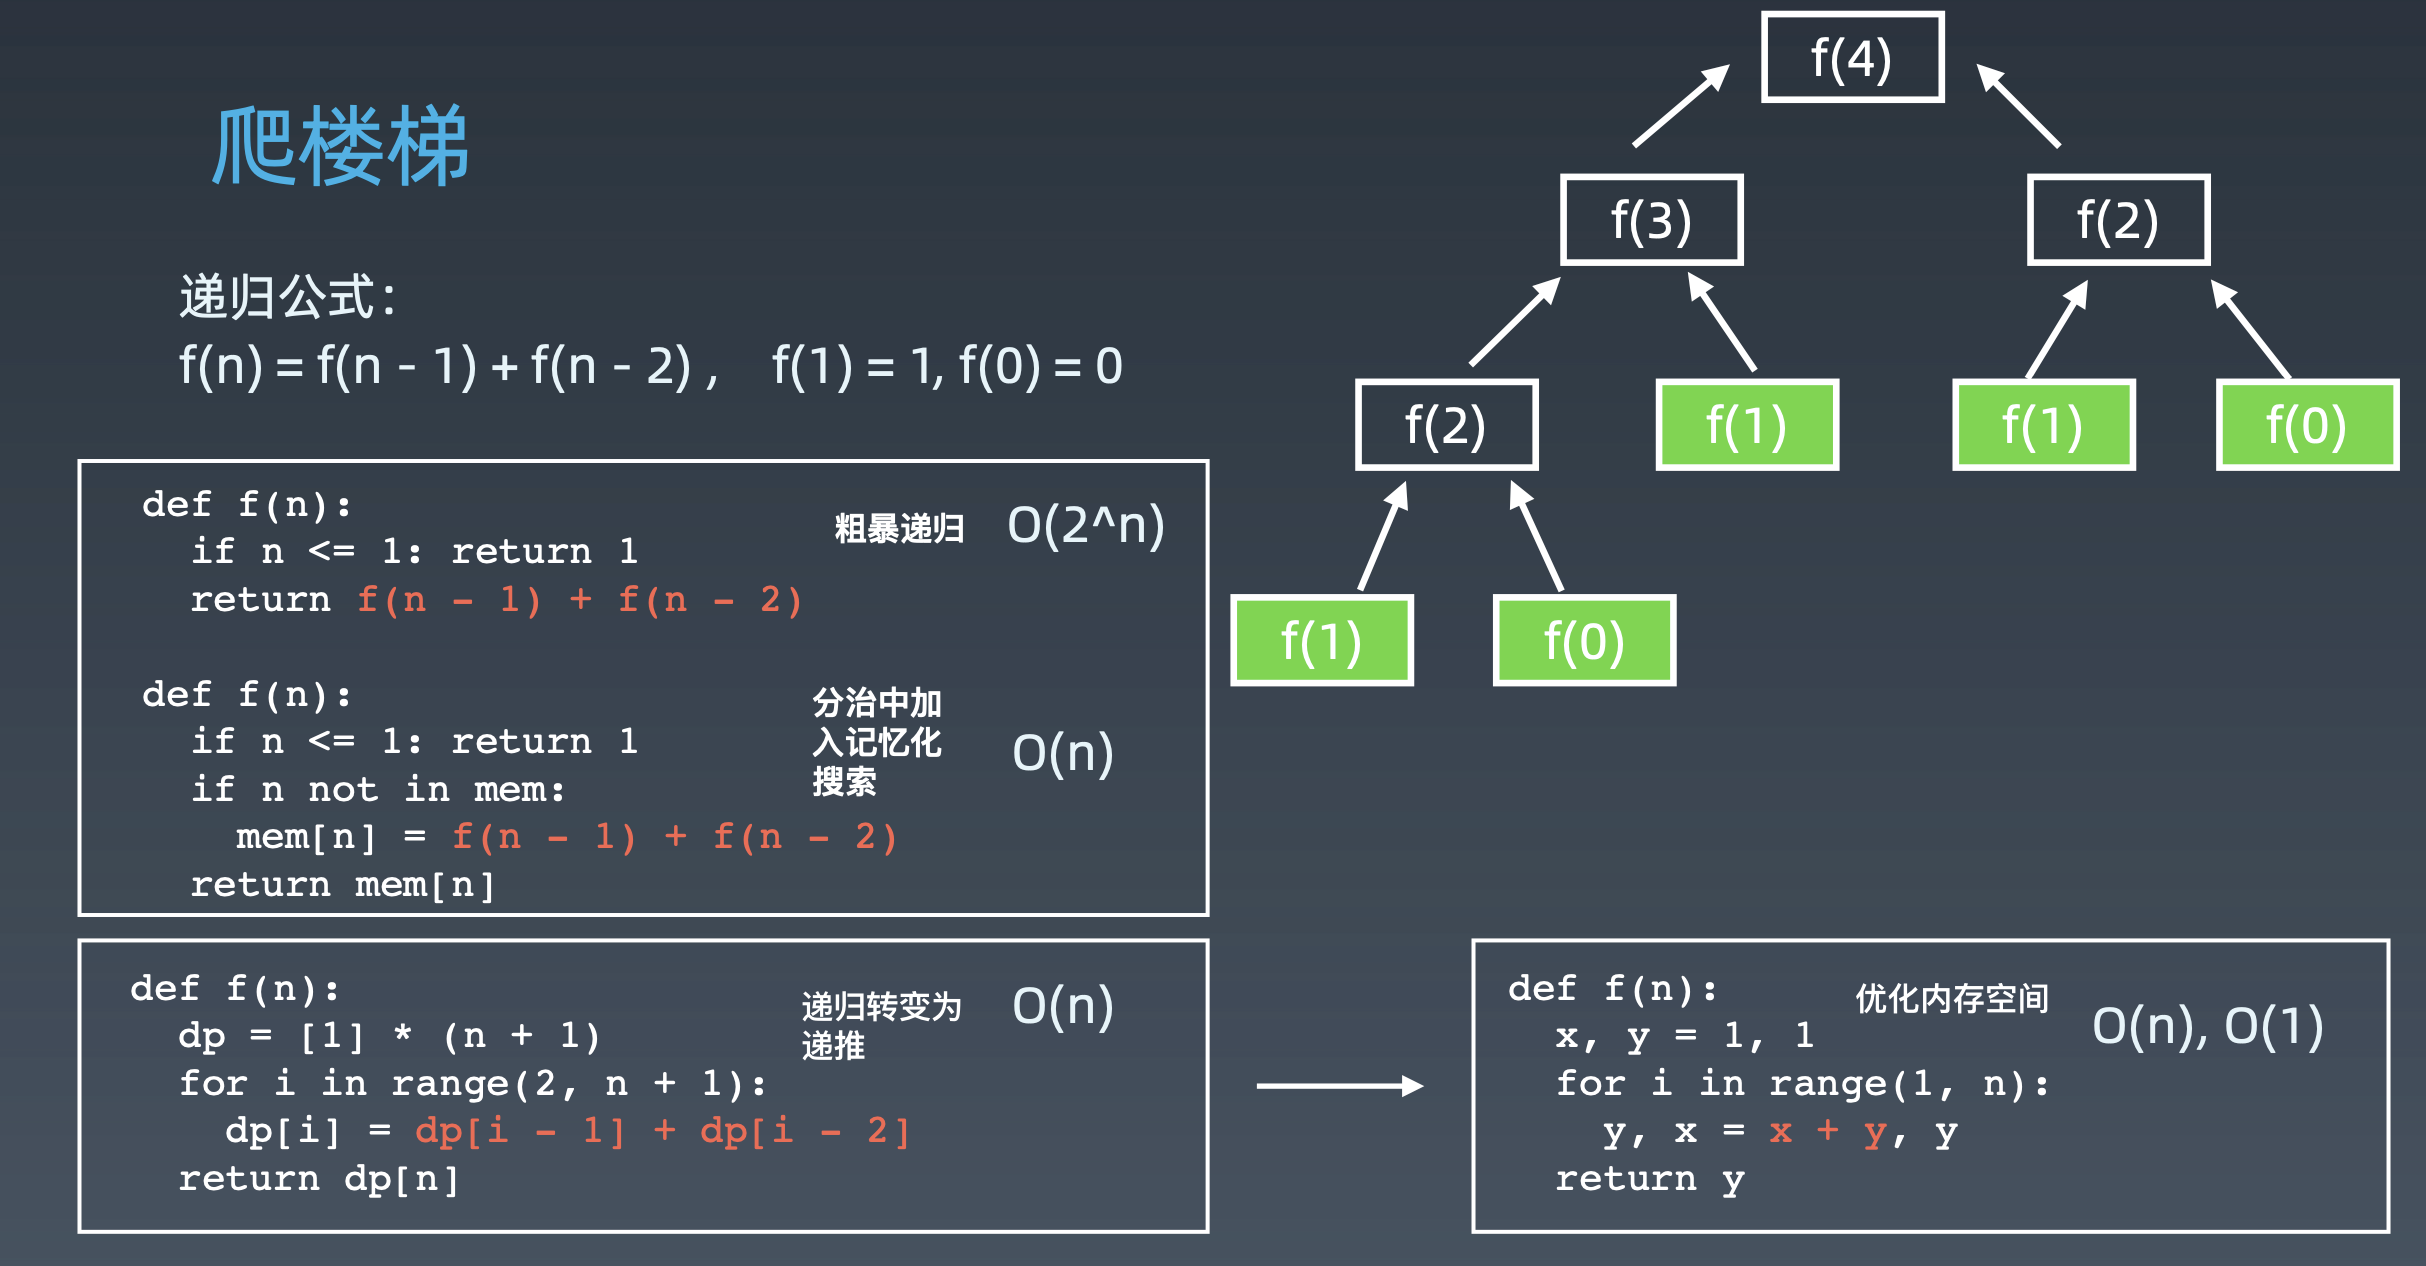 爬楼梯
递归公式：
f(n) = f(n - 1) + f(n - 2) ,    f(1) = 1, f(0) = 0
def f(n):
  if n <= 1: return 1
  return f(n - 1) + f(n - 2)
粗暴递归
O(2^n)
def f(n):
  if n <= 1: return 1
  if n not in mem:
    mem[n] = f(n - 1) + f(n - 2)
  return mem[n]
分治中加
入记忆化
搜索
O(n)
def f(n):
  dp = [1] * (n + 1)
  for i in range(2, n + 1):
    dp[i] = dp[i - 1] + dp[i - 2]
  return dp[n]
递归转变为
递推
O(n)
def f(n):
  x, y = 1, 1
  for i in range(1, n):
    y, x = x + y, y
  return y
优化内存空间
O(n), O(1)
f(4)
f(3)
f(2)
f(2)
f(1)
f(1)
f(0)
f(1)
f(0)